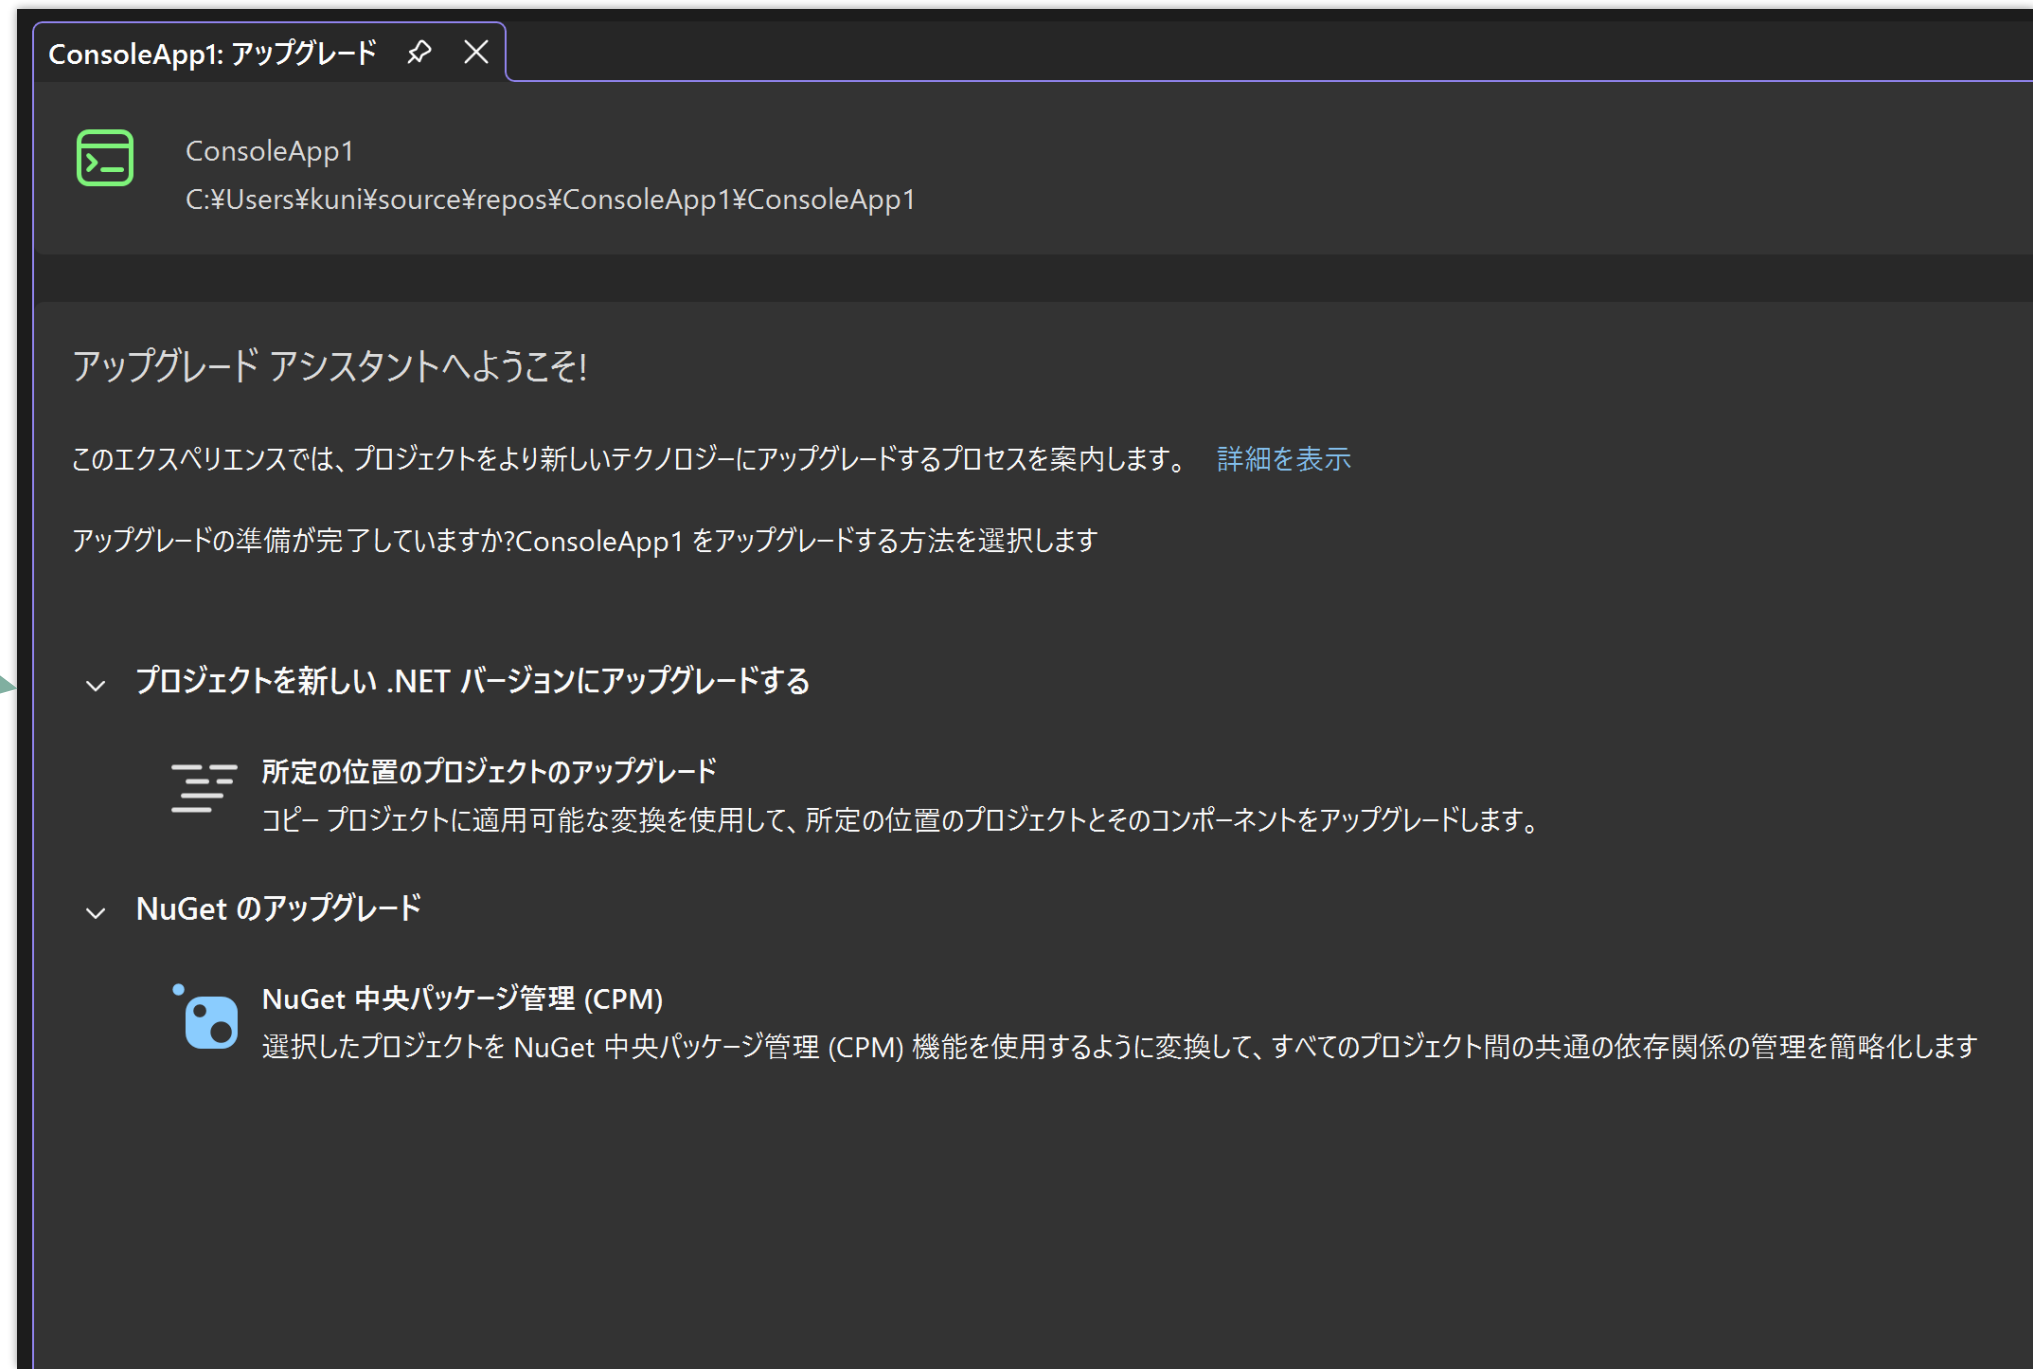 ConsoleApp1: アップグレード
ConsoleApp1
C:¥Users¥kuni¥source¥repos¥ConsoleApp1¥ConsoleApp1
アップグレード アシスタントへようこそ!
このエクスペリエンスでは、プロジェクトをより新しいテクノロジーにアップグレードするプロセスを案内します。 詳細を表示
アップグレードの準備が完了していますか?ConsoleApp1 をアップグレードする方法を選択します
プロジェクトを新しい .NET バージョンにアップグレードする
所定の位置のプロジェクトのアップグレード
コピー プロジェクトに適用可能な変換を使用して、所定の位置のプロジェクトとそのコンポーネントをアップグレードします。
NuGet のアップグレード
NuGet 中央パッケージ管理 (CPM)
選択したプロジェクトを NuGet 中央パッケージ管理 (CPM) 機能を使用するように変換して、すべてのプロジェクト間の共通の依存関係の管理を簡略化します